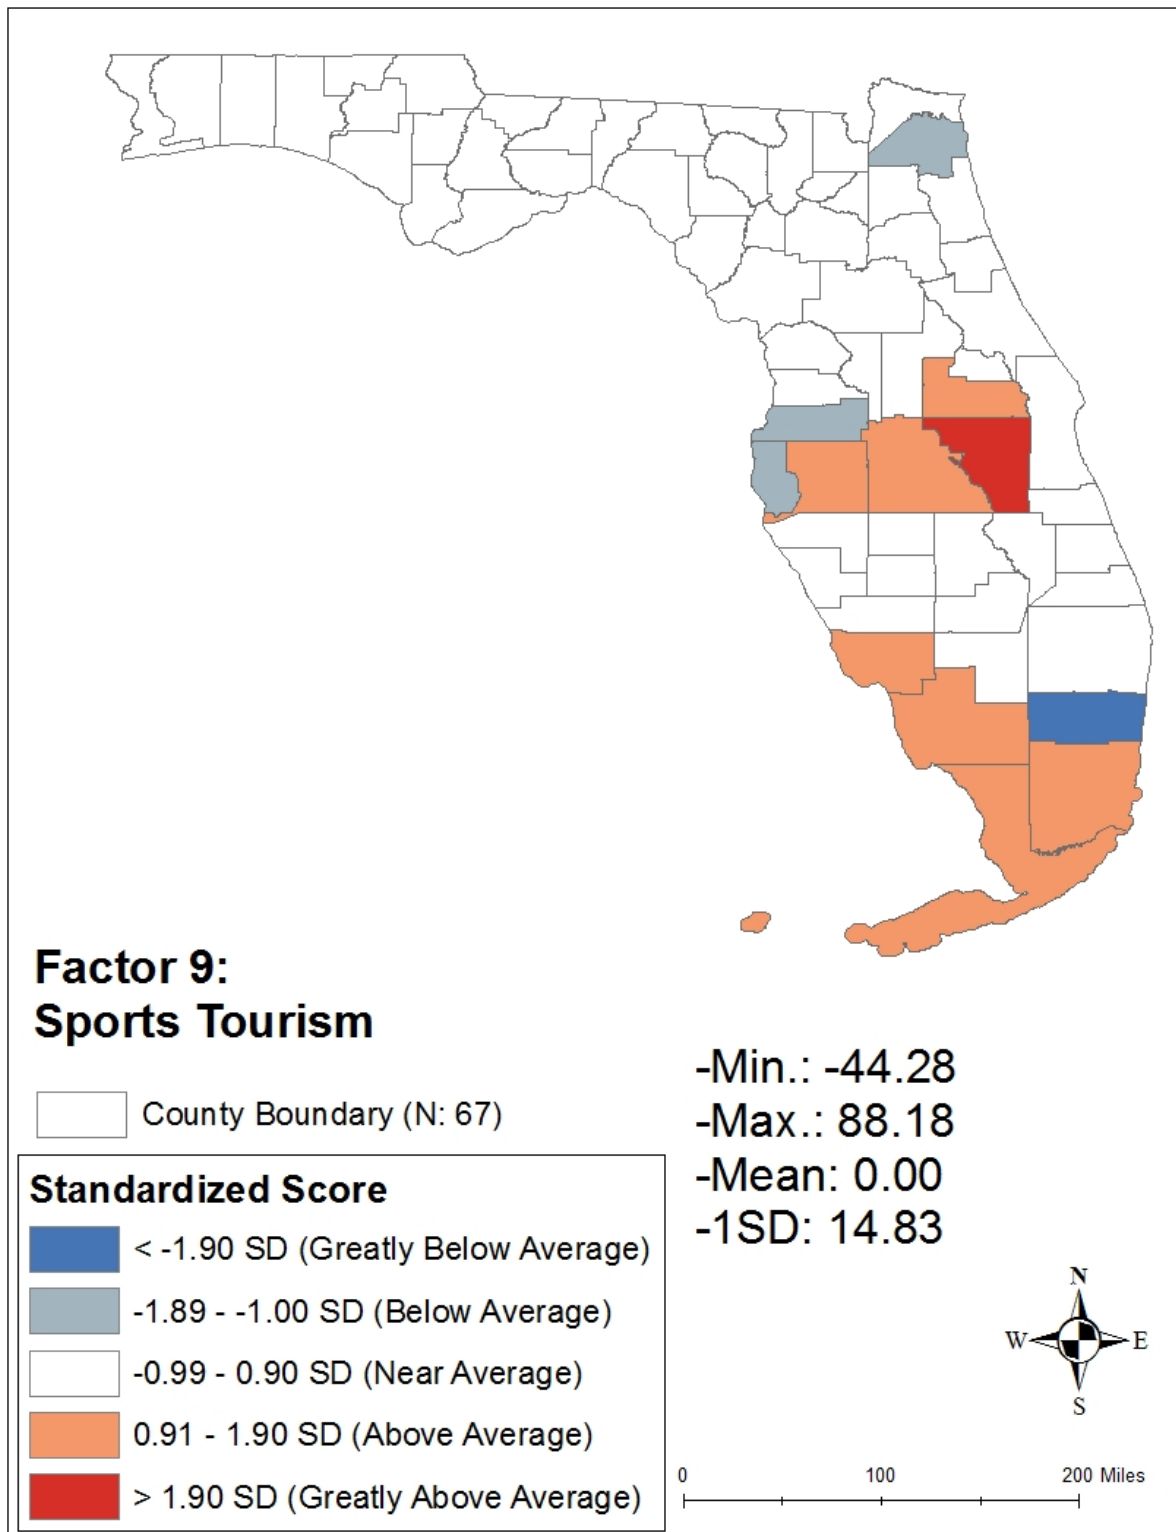 Factor 9:
Sports Tourism
County Boundary (N: 67)
Standardized Score
< -1.90 SD (Greatly Below Average)
-1.89 - -1.00 SD (Below Average)
-0.99 - 0.90 SD (Near Average)
0.91 - 1.90 SD (Above Average)
> 1.90 SD (Greatly Above Average)
-Min.: -44.28
-Max.: 88.18
-Mean: 0.00
-1SD: 14.83
N
W E
S
0 100 200 Miles